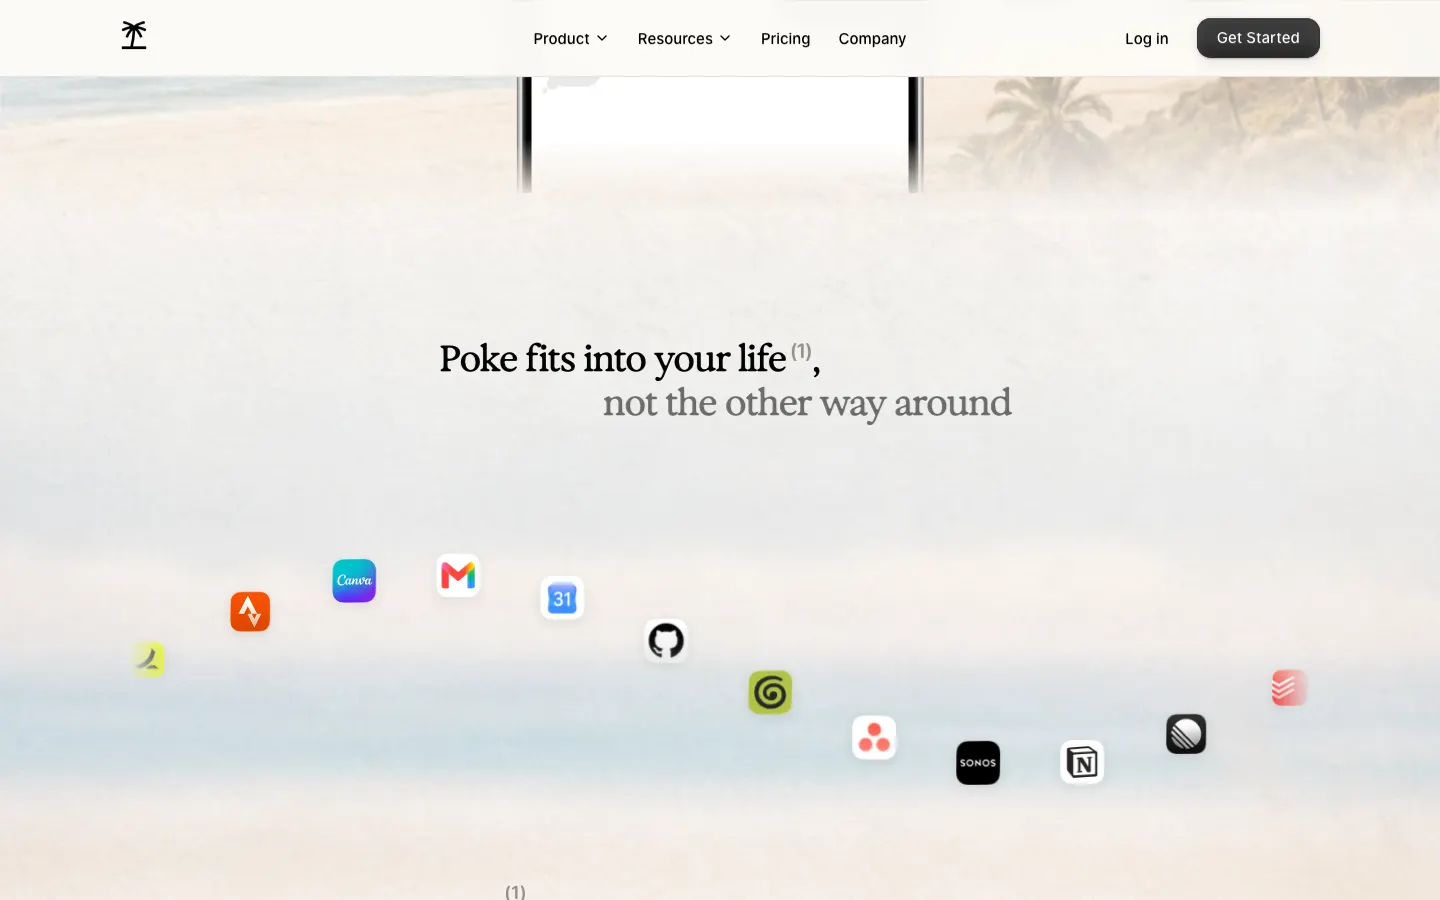 Product
Resources
Pricing
Company
Log in
Get Started
Poke fits into your life (1),
not the other way around
Canva
31
SONOS
N
(1)